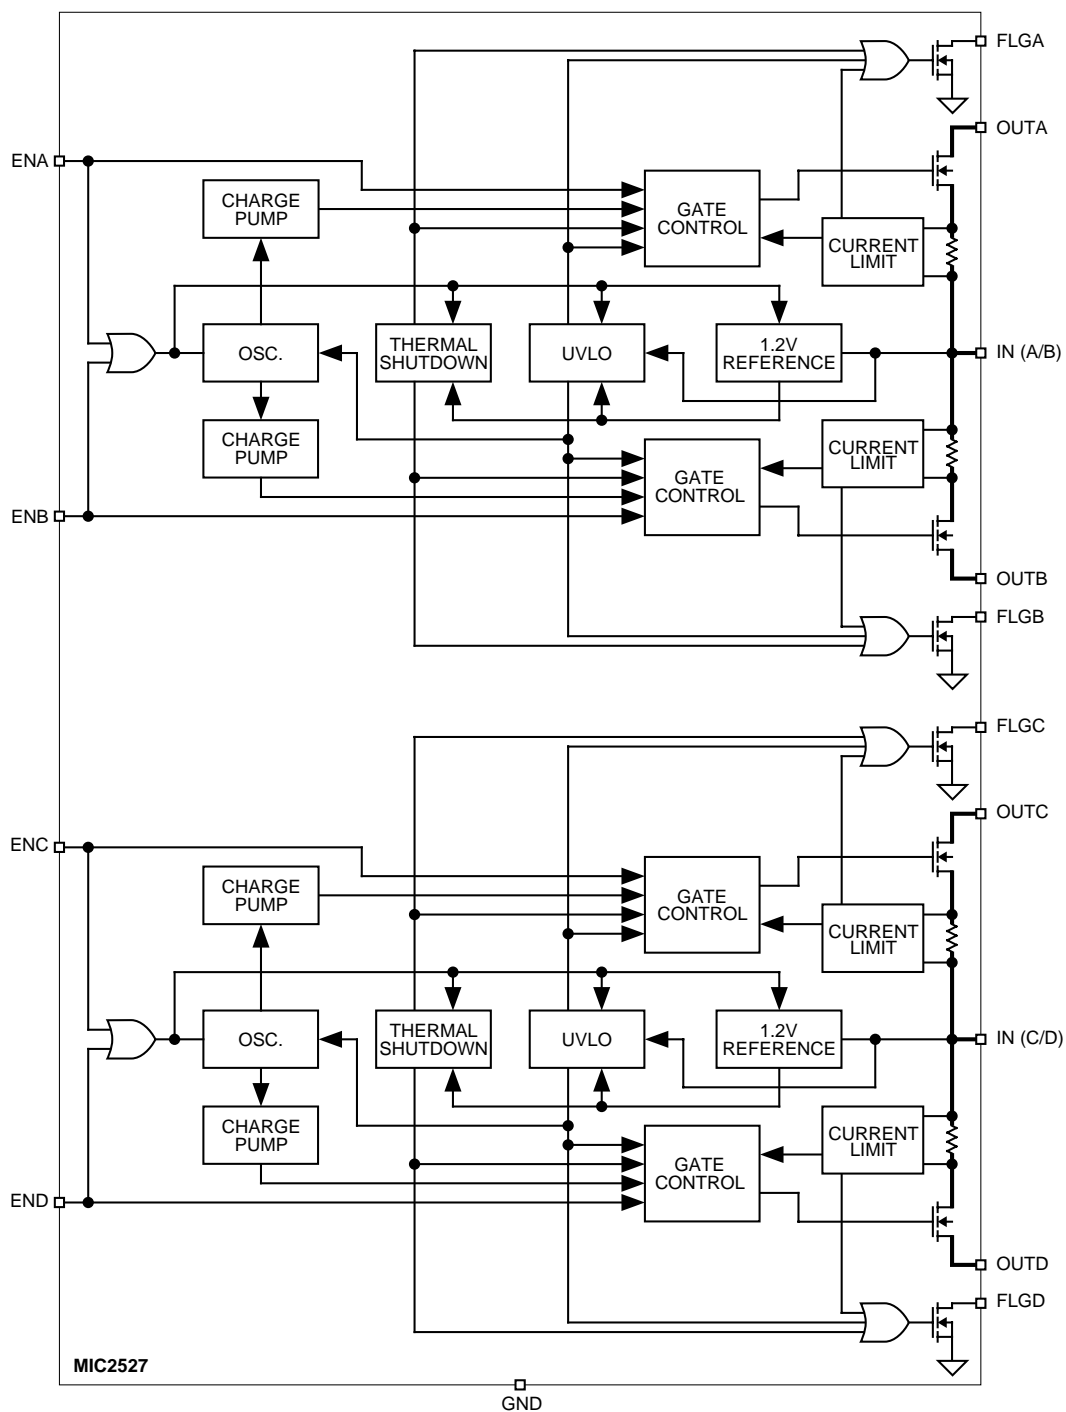 FLGA
OUTA
ENA
CHARGE
PUMP
GATE
CONTROL
CURRENT
LIMIT
OSC.
THERMAL
SHUTDOWN
UVLO
1.2V
REFERENCE
IN (A/B)
CHARGE
PUMP
GATE
CONTROL
CURRENT
LIMIT
ENB
OUTB
FLGB
FLGC
OUTC
ENC
CHARGE
PUMP
GATE
CONTROL
CURRENT
LIMIT
OSC.
THERMAL
SHUTDOWN
UVLO
1.2V
REFERENCE
IN (C/D)
CHARGE
PUMP
GATE
CONTROL
CURRENT
LIMIT
END
OUTD
FLGD
MIC2527
GND